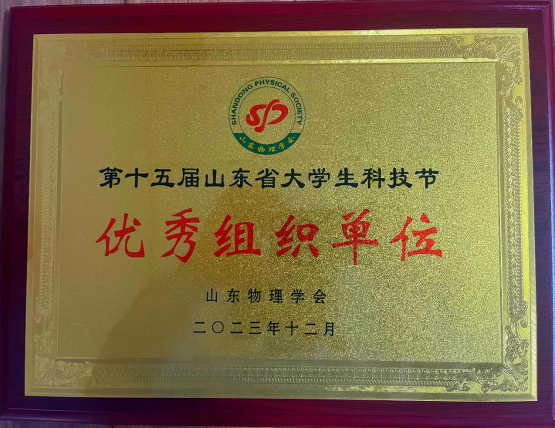 SHANDONG PHYSICAL SOCIETY
山东物理学会
第十五届山东省大学生科技节
优秀组织单位
山东物理学会
二〇二三年十二月